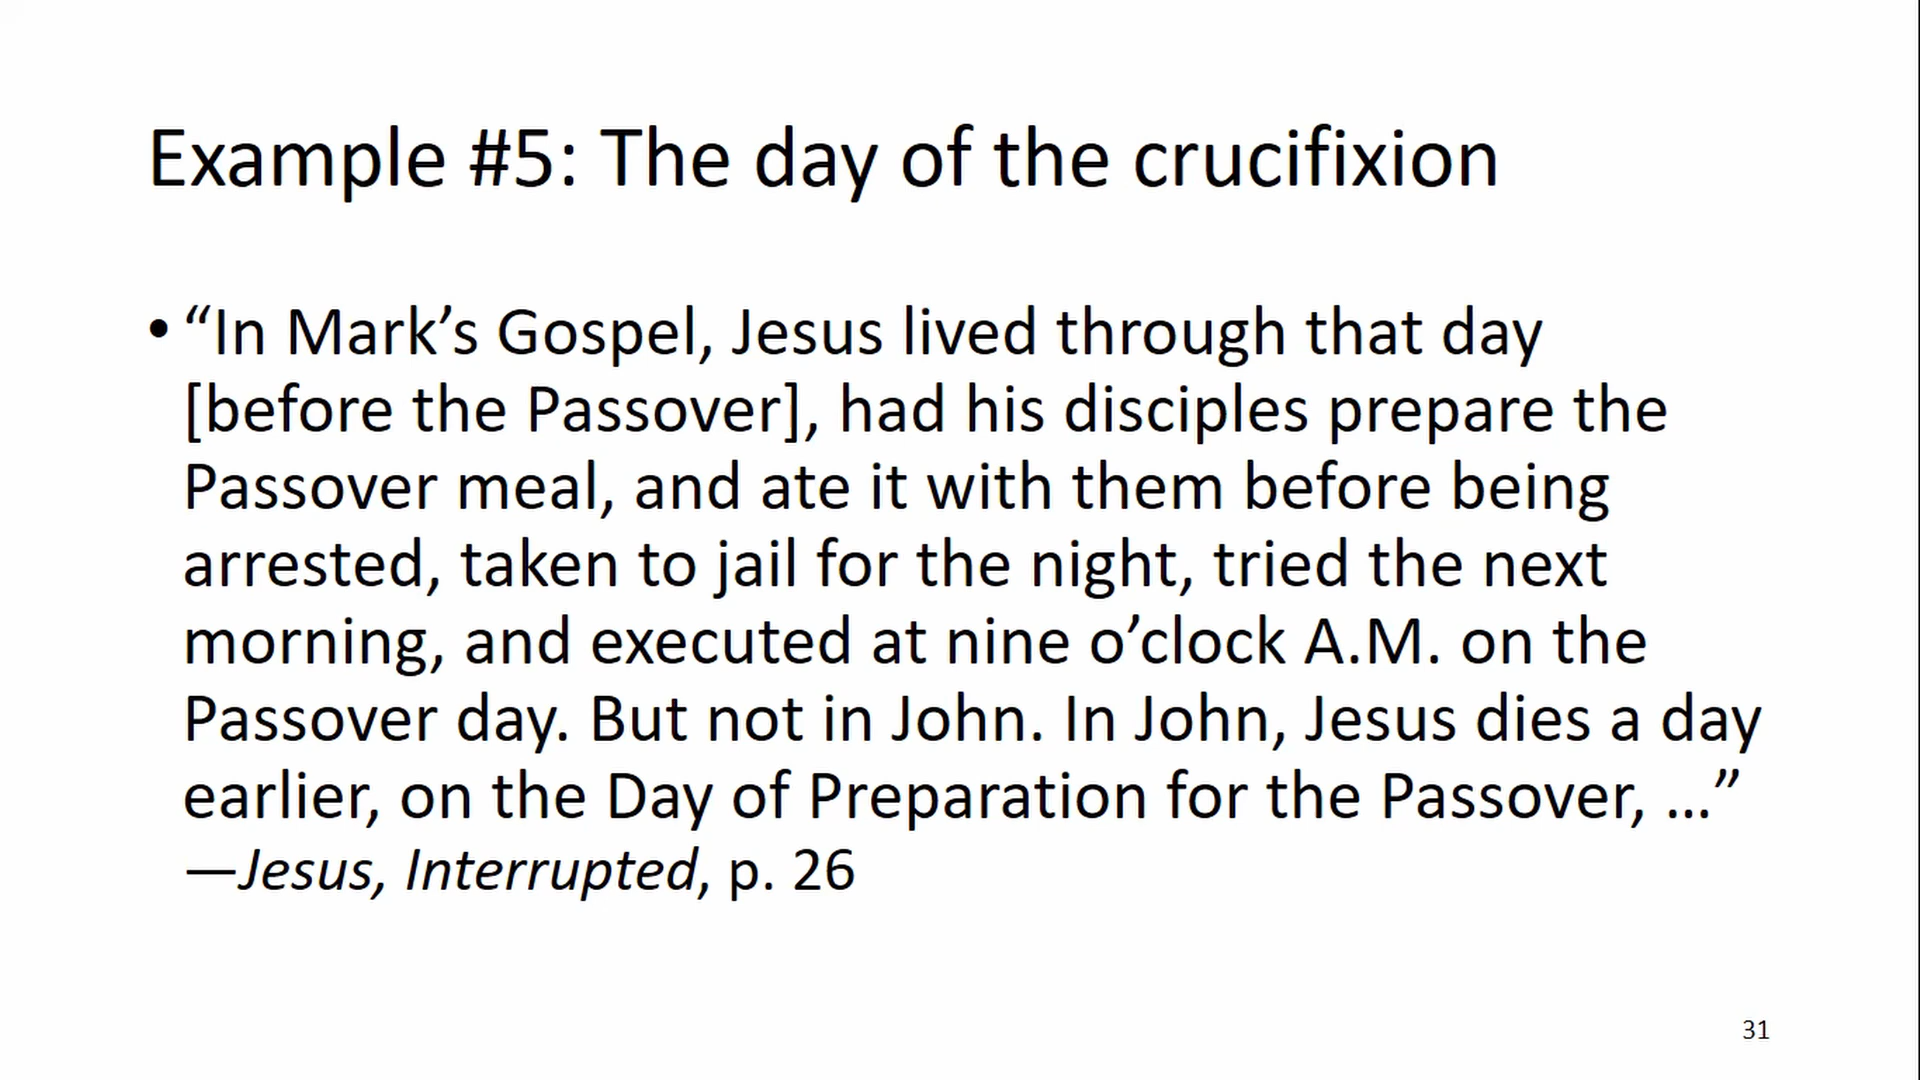 Example #5: The day of the crucifixion
• “In Mark’s Gospel, Jesus lived through that day
[before the Passover], had his disciples prepare the
Passover meal, and ate it with them before being
arrested, taken to jail for the night, tried the next
morning, and executed at nine o’clock A.M. on the
Passover day. But not in John. In John, Jesus dies a day
earlier, on the Day of Preparation for the Passover, …”
—Jesus, Interrupted, p. 26
31